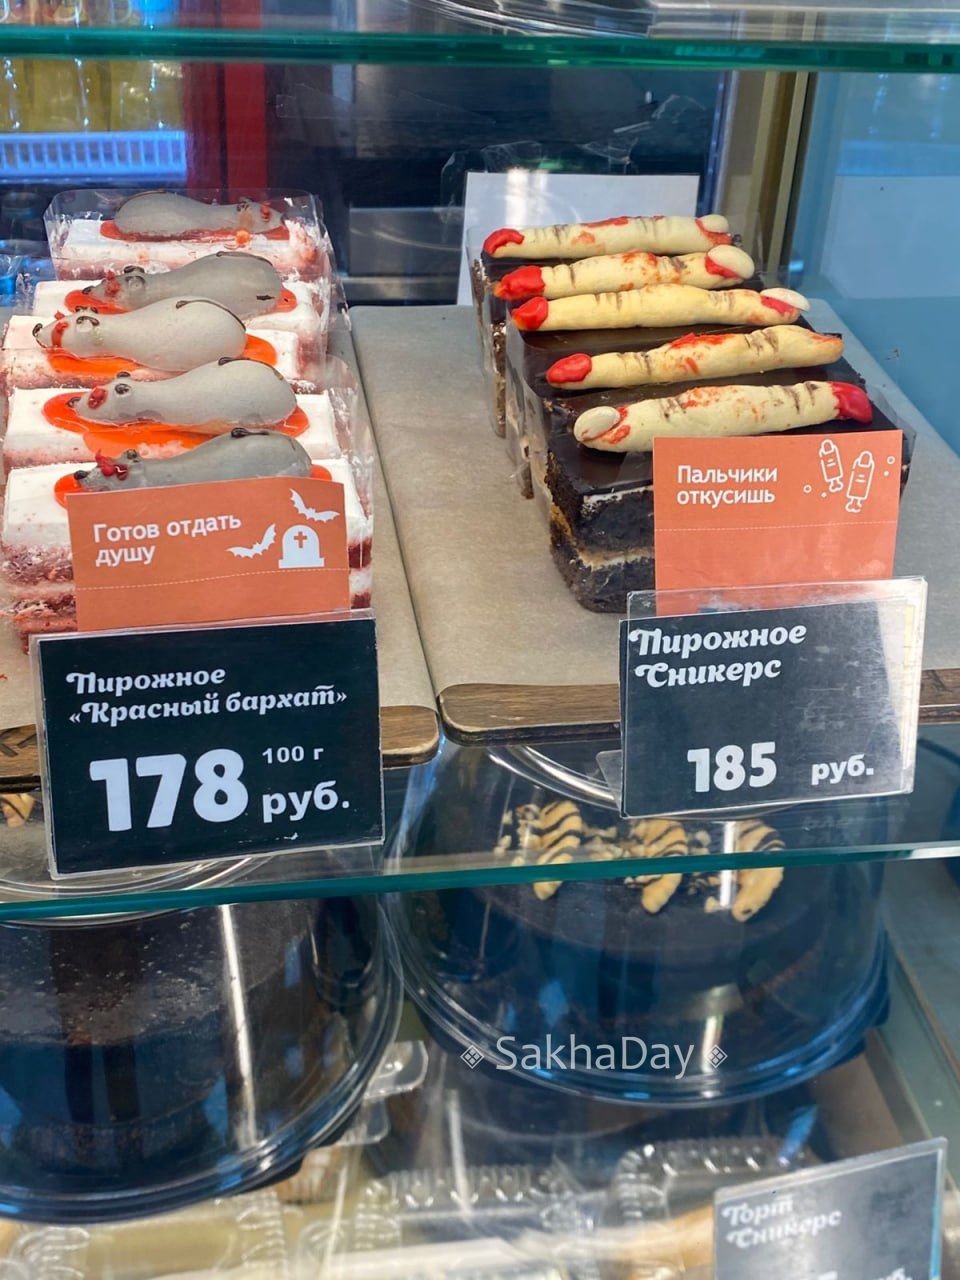 Готов отдать
душу
Пальчики
откусишь
Пирожное
«Красный бархат»
178
100 г
руб.
Пирожное
Сникерс
185 руб.
SakhaDay
Торт
Сникерс